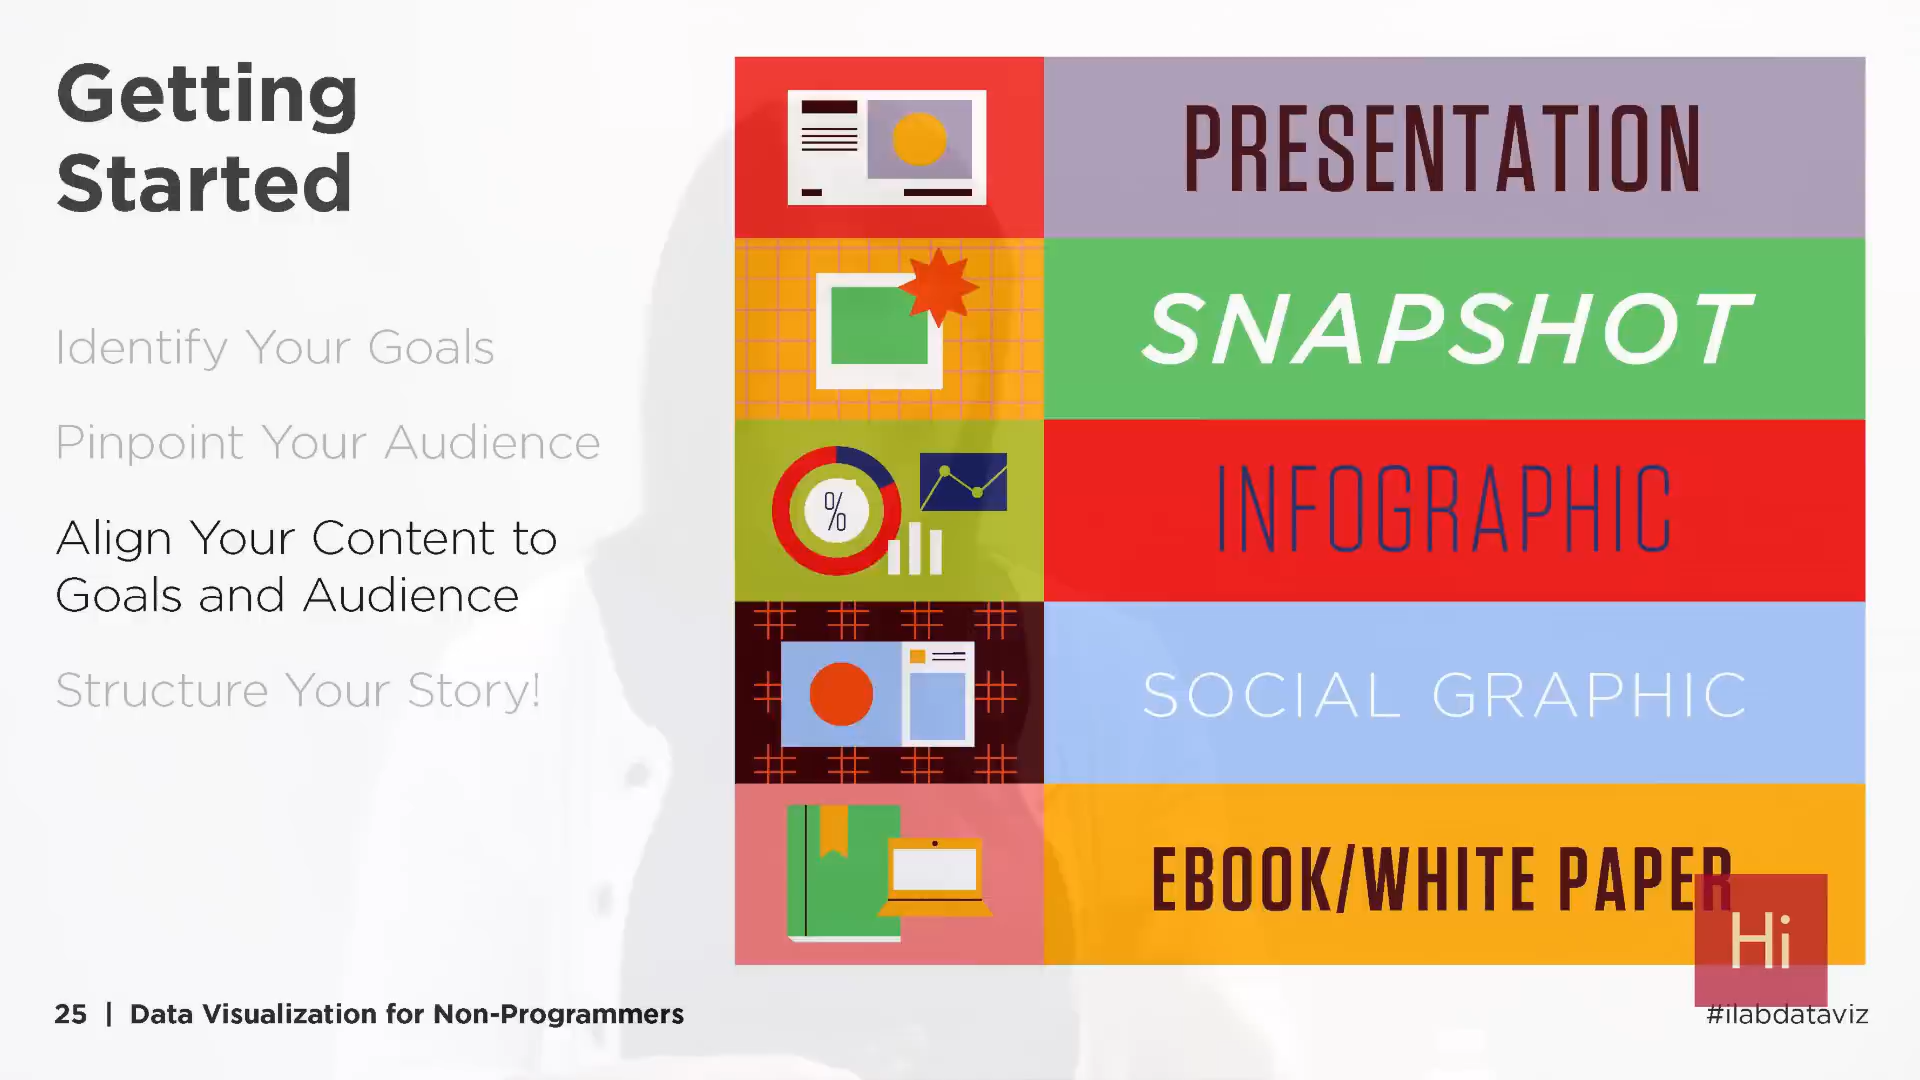 Getting
Started
Identify Your Goals
Pinpoint Your Audience
Align Your Content to
Goals and Audience
Structure Your Story!
PRESENTATION
SNAPSHOT
%
INFOGRAPHIC
SOCIAL GRAPHIC
EBOOK/WHITE PAPER
Hi
25 | Data Visualization for Non-Programmers
#ilabdataviz